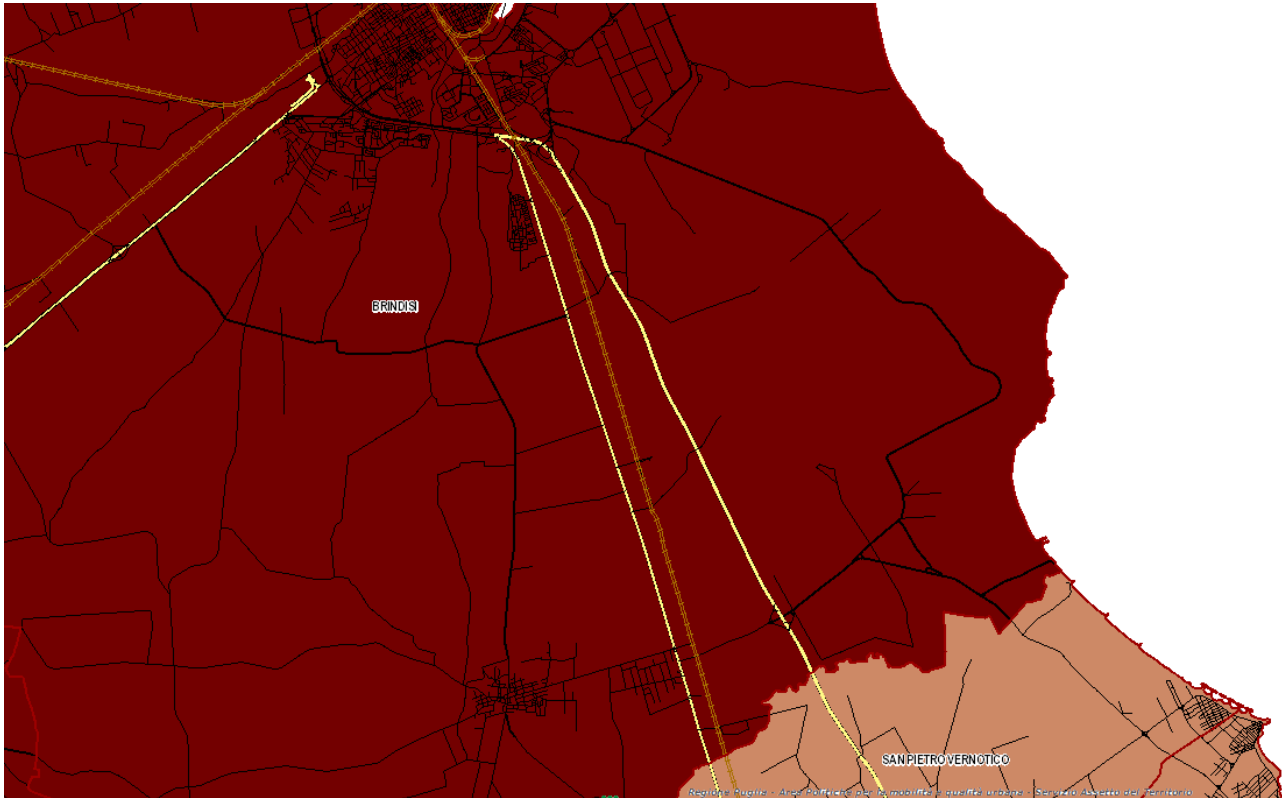 BRINDISI
SAN PIETRO VERNOTICO
Regione Puglia - Area Politiche per la mobilità e qualità urbana - Servizio Assetto del Territorio